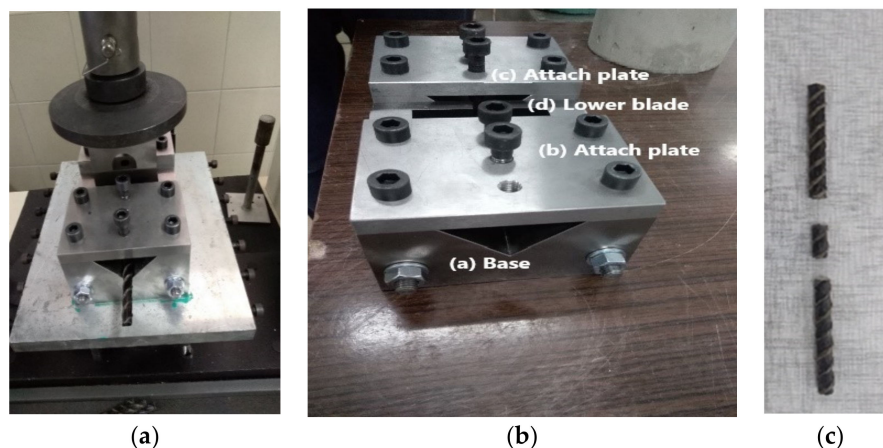 (c) Attach plate
(d) Lower blade
(b) Attach plate
(a) Base
(a)
(b)
(c)